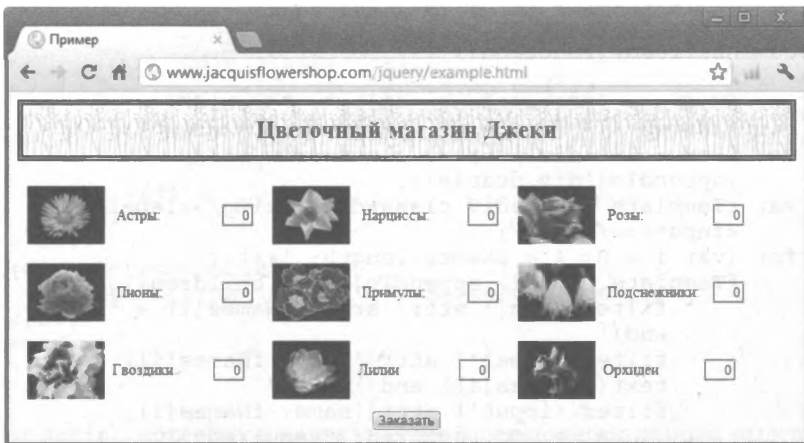 Пример
www.jacquisflowershop.com/jquery/example.html
Цветочный магазин Джеки
Астры: 0 Нарциссы: 0 Розы: 0
Пионы: 0 Примулы: 0 Подснежники: 0
Гвоздики 0 Лилии 0 Орхидеи 0
Заказать